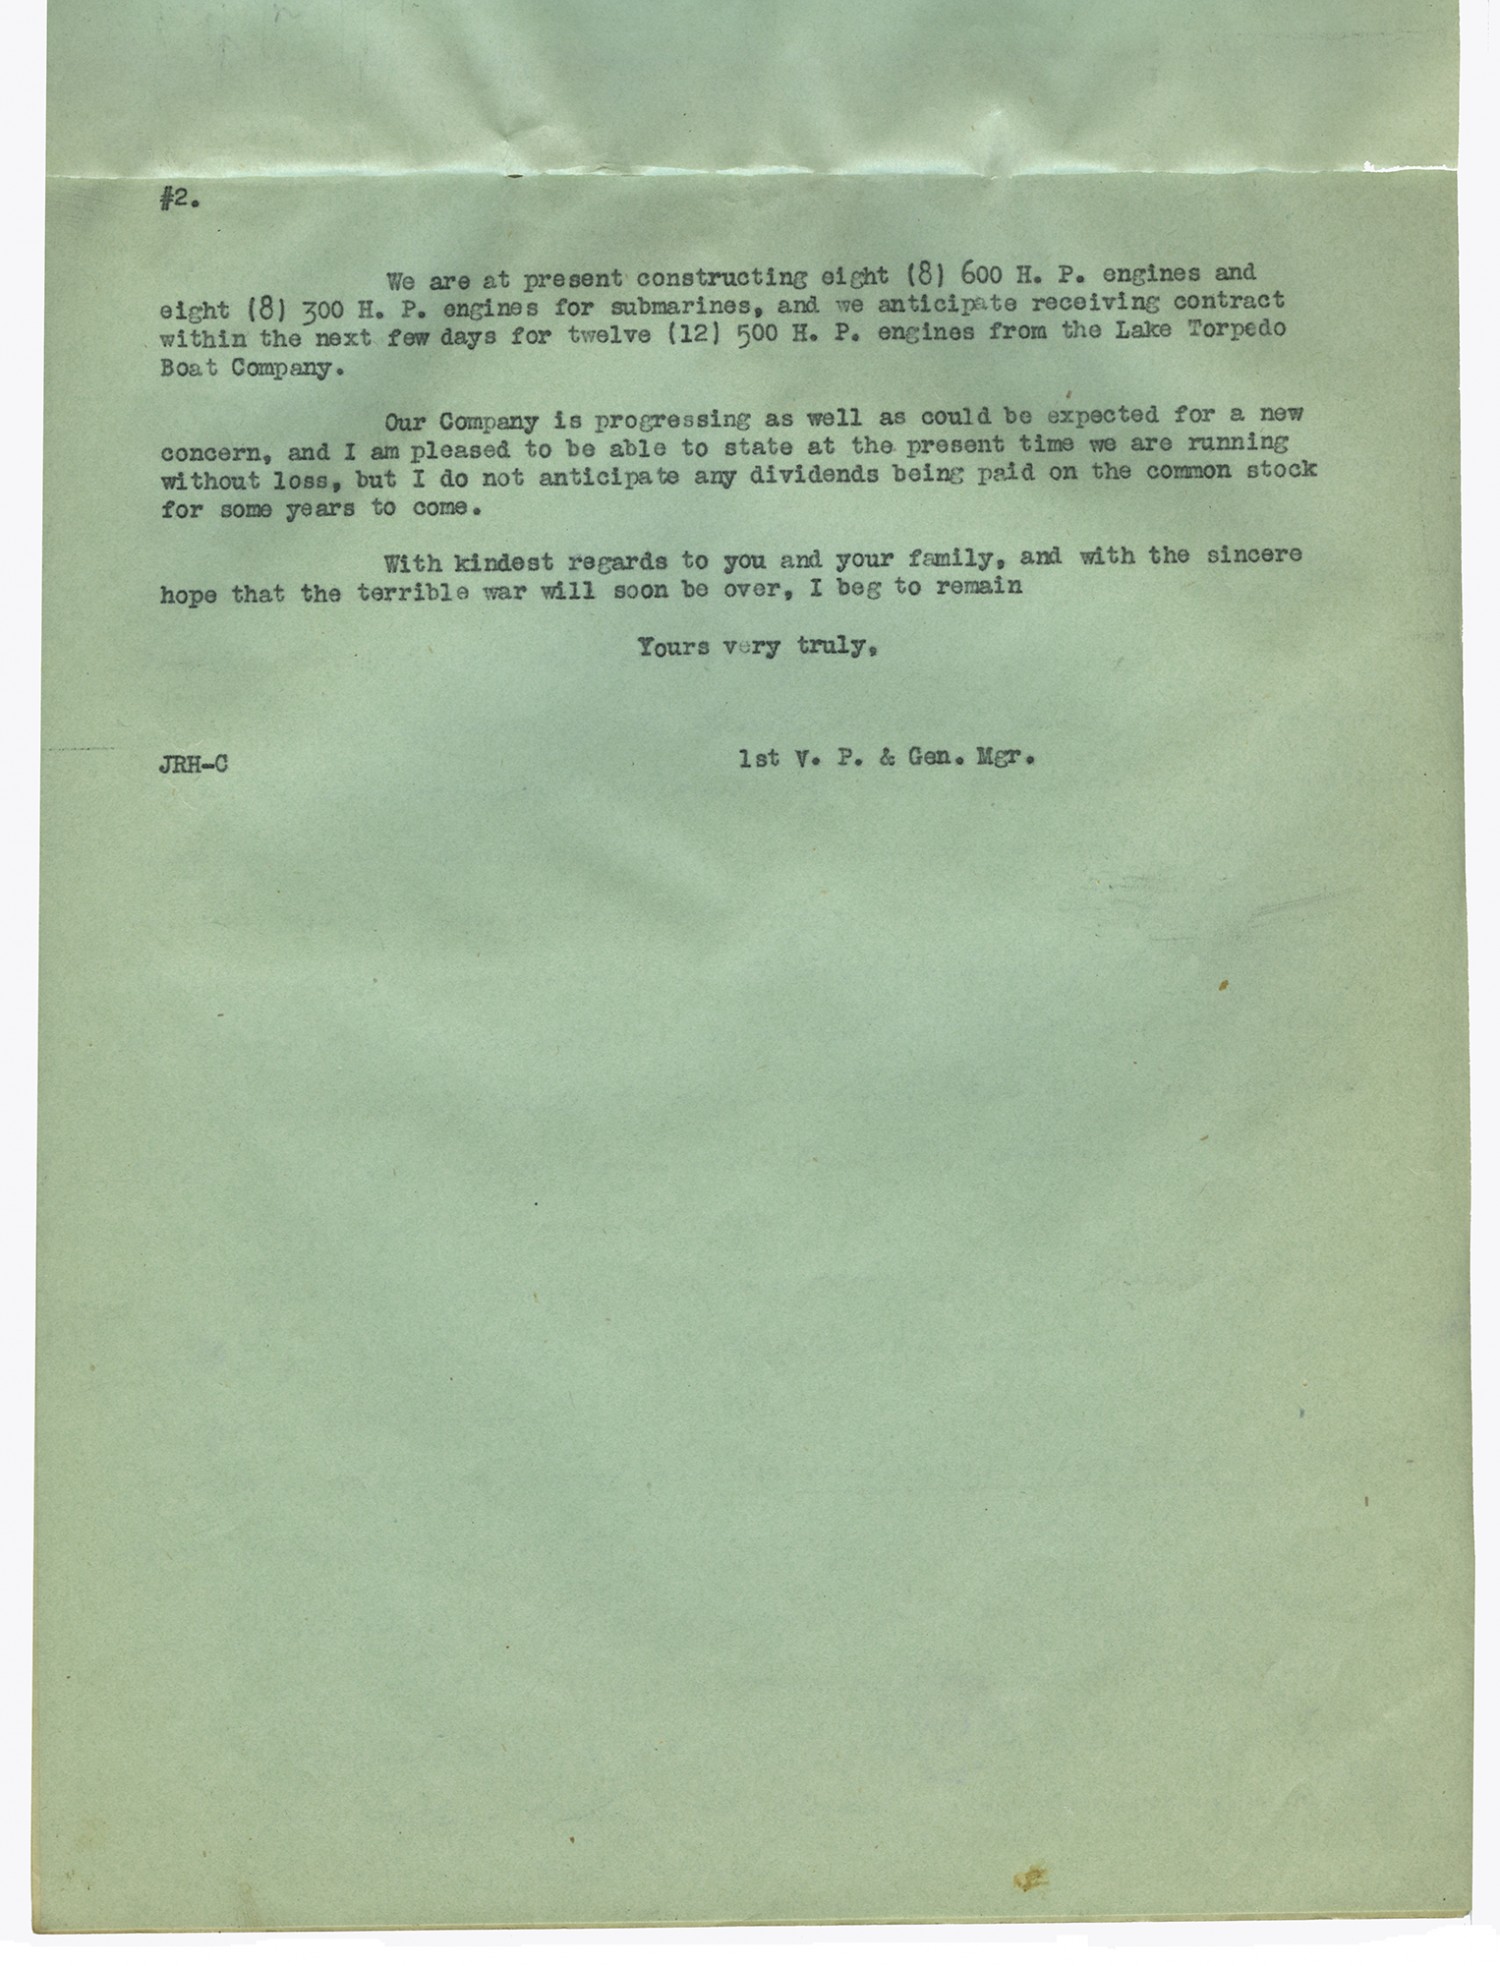 #2.
We are at present constructing eight (8) 600 H. P. engines and
eight (8) 300 H. P. engines for submarines, and we anticipate receiving contract
within the next few days for twelve (12) 500 H. P. engines from the Lake Torpedo
Boat Company.
Our Company is progressing as well as could be expected for a new
concern, and I am pleased to be able to state at the present time we are running
without loss, but I do not anticipate any dividends being paid on the common stock
for some years to come.
With kindest regards to you and your family, and with the sincere
hope that the terrible war will soon be over, I beg to remain
Yours very truly,
JRH-C 1st V. P. & Gen. Mgr.